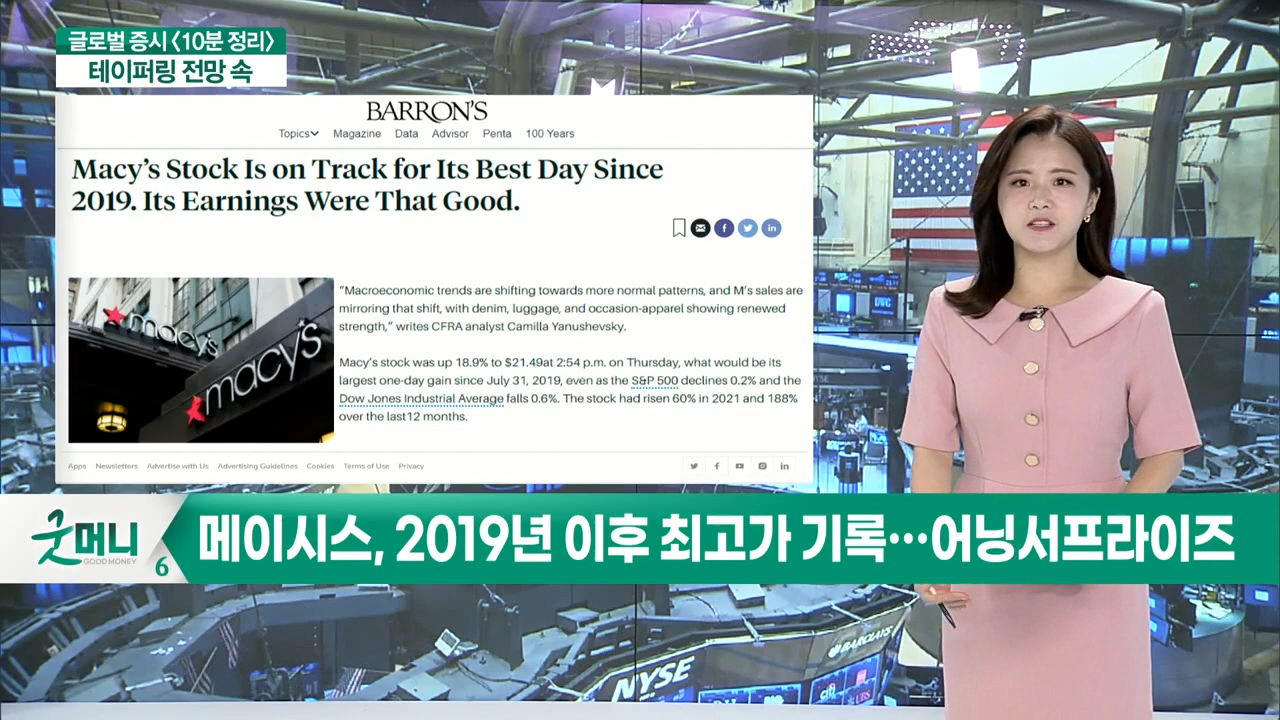 글로벌 증시 <10분 정리>
테이퍼링 전망 속
BARRON'S
Topics Magazine Data Advisor Penta 100 Years
Macy's Stock Is on Track for Its Best Day Since
2019. Its Earnings Were That Good.
macy's
macy's
"Macroeconomic trends are shifting towards more normal patterns, and M's sales are
mirroring that shift, with denim, luggage, and occasion-apparel showing renewed
strength," writes CFRA analyst Camilla Yanushevsky.
Macy's stock was up 18.9% to $21.49at 2:54 p.m. on Thursday, what would be its
largest one-day gain since July 31, 2019, even as the S&P 500 declines 0.2% and the
Dow Jones Industrial Average falls 0.6%. The stock had risen 60% in 2021 and 188%
over the last12 months.
Apps Newsletters Advertise with Us Advertising Guidelines Cookies Terms of Use Privacy
굿머니
GOOD MONEY
6
메이시스, 2019년 이후 최고가 기록…어닝서프라이즈
BARCLAYS
NYSE
citi
UBS